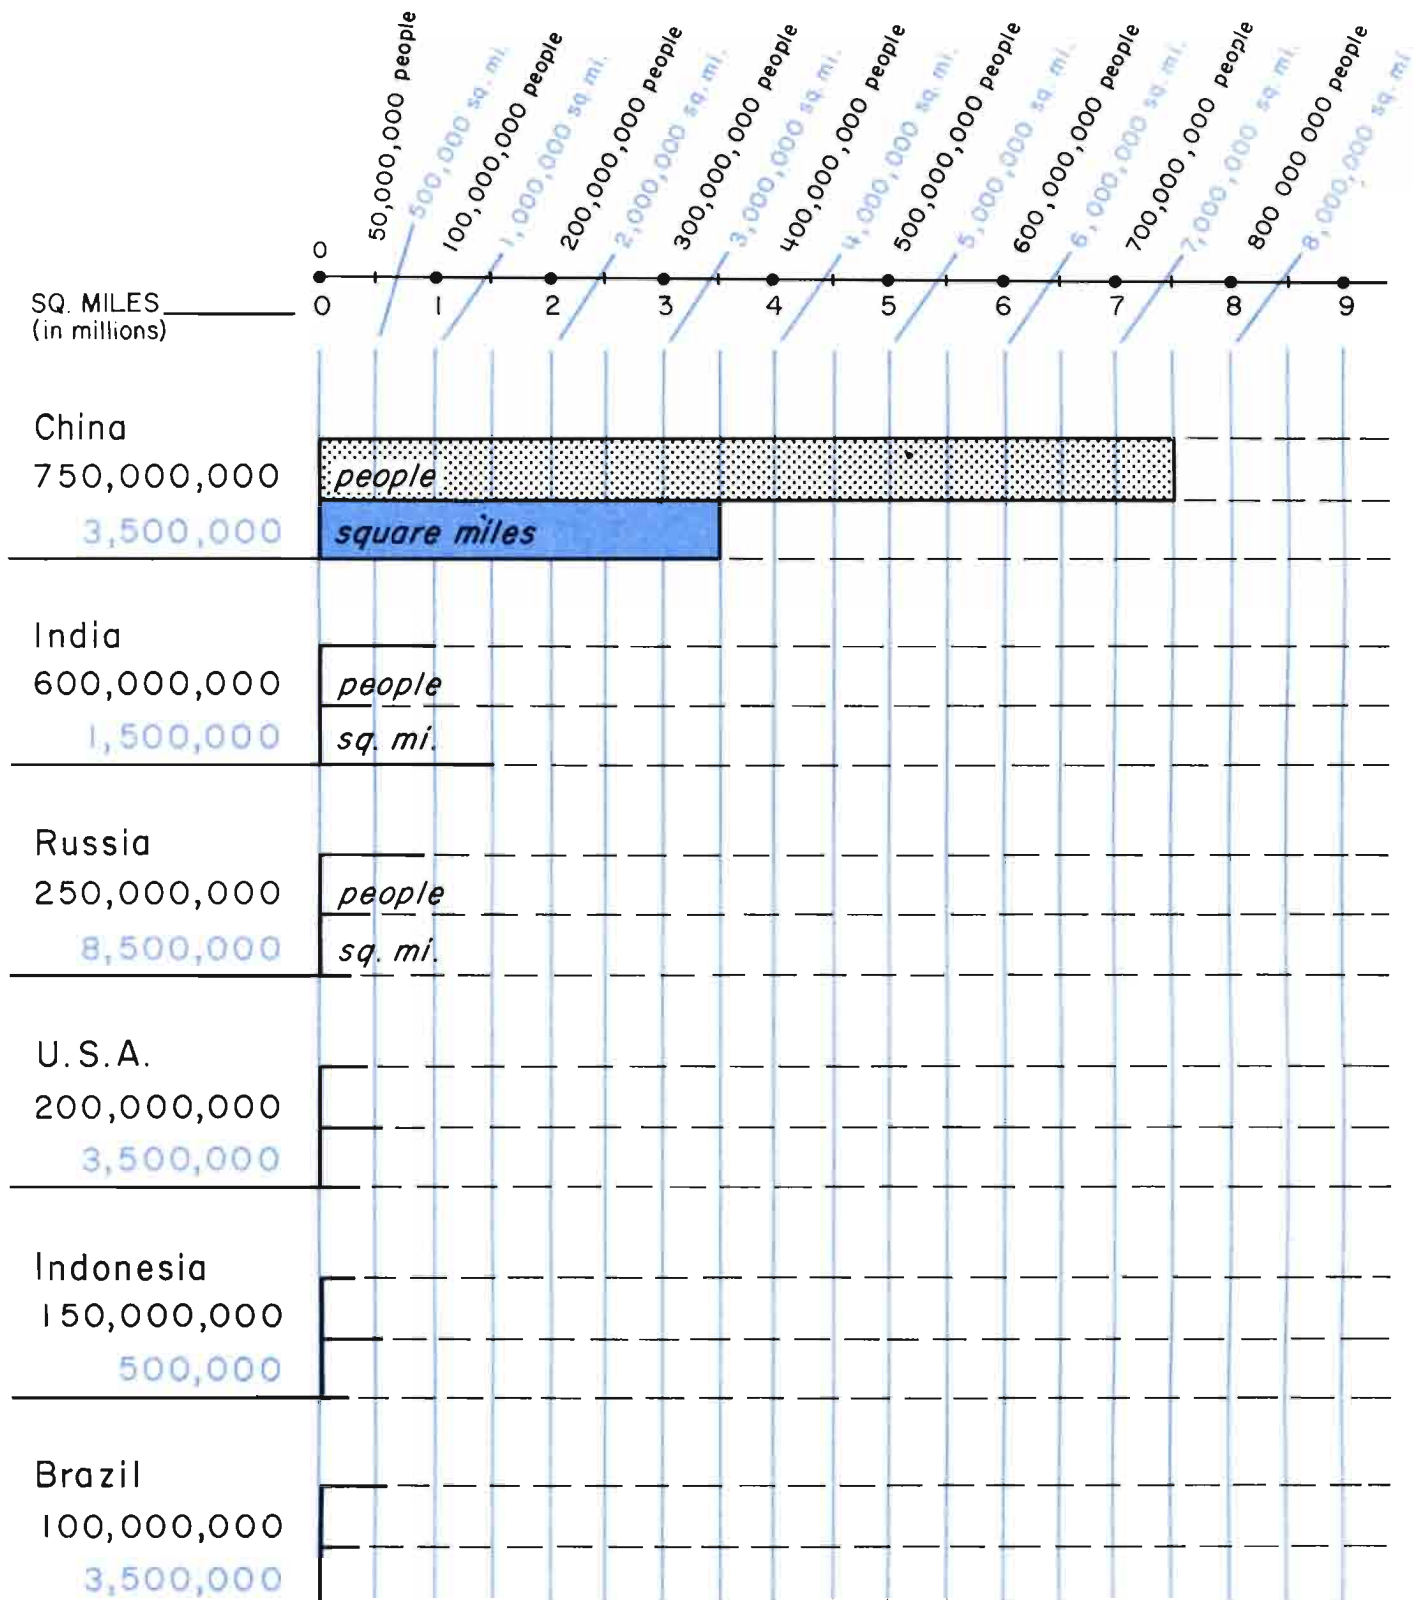 50,000,000 people
500,000 sq. mi.
100,000,000 people
1,000,000 sq. mi.
200,000,000 people
2,000,000 sq. mi.
300,000,000 people
3,000,000 sq. mi.
400,000,000 people
4,000,000 sq. mi.
500,000,000 people
5,000,000 sq. mi.
600,000,000 people
6,000,000 sq. mi.
700,000,000 people
7,000,000 sq. mi.
800 000 000 people
8,000,000 sq. mi.
0
SQ. MILES
(in millions)
0 1 2 3 4 5 6 7 8 9
China
750,000,000 people
3,500,000 square miles
India
600,000,000 people
1,500,000 sq. mi.
Russia
250,000,000 people
8,500,000 sq. mi.
U.S.A.
200,000,000
3,500,000
Indonesia
150,000,000
500,000
Brazil
100,000,000
3,500,000